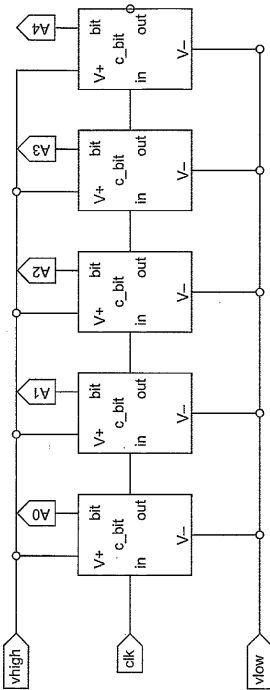 vhigh
A0
A1
A2
A3
A4
V+ bit
c_bit
in out
V−
V+ bit
c_bit
in out
V−
V+ bit
c_bit
in out
V−
V+ bit
c_bit
in out
V−
V+ bit
c_bit
in out
V−
clk
vlow